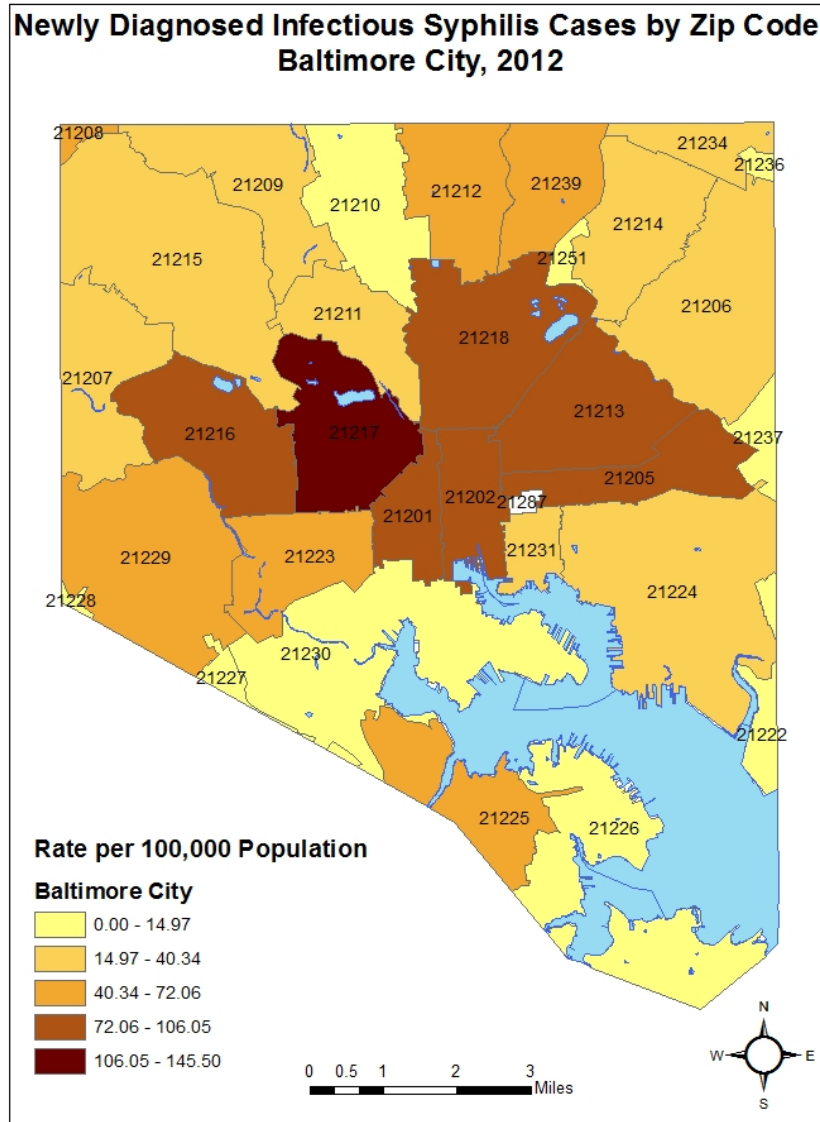 Newly Diagnosed Infectious Syphilis Cases by Zip Code
Baltimore City, 2012
21208
21234
21236
21209
21212
21239
21210
21214
21251
21215
21206
21211
21218
21207
21213
21237
21216
21217
21205
21202
21287
21201
21231
21229
21223
21224
21228
21230
21227
21222
21225
21226
Rate per 100,000 Population
Baltimore City
0.00 - 14.97
14.97 - 40.34
40.34 - 72.06
72.06 - 106.05
106.05 - 145.50
N
W E
S
0 0.5 1 2 3
Miles